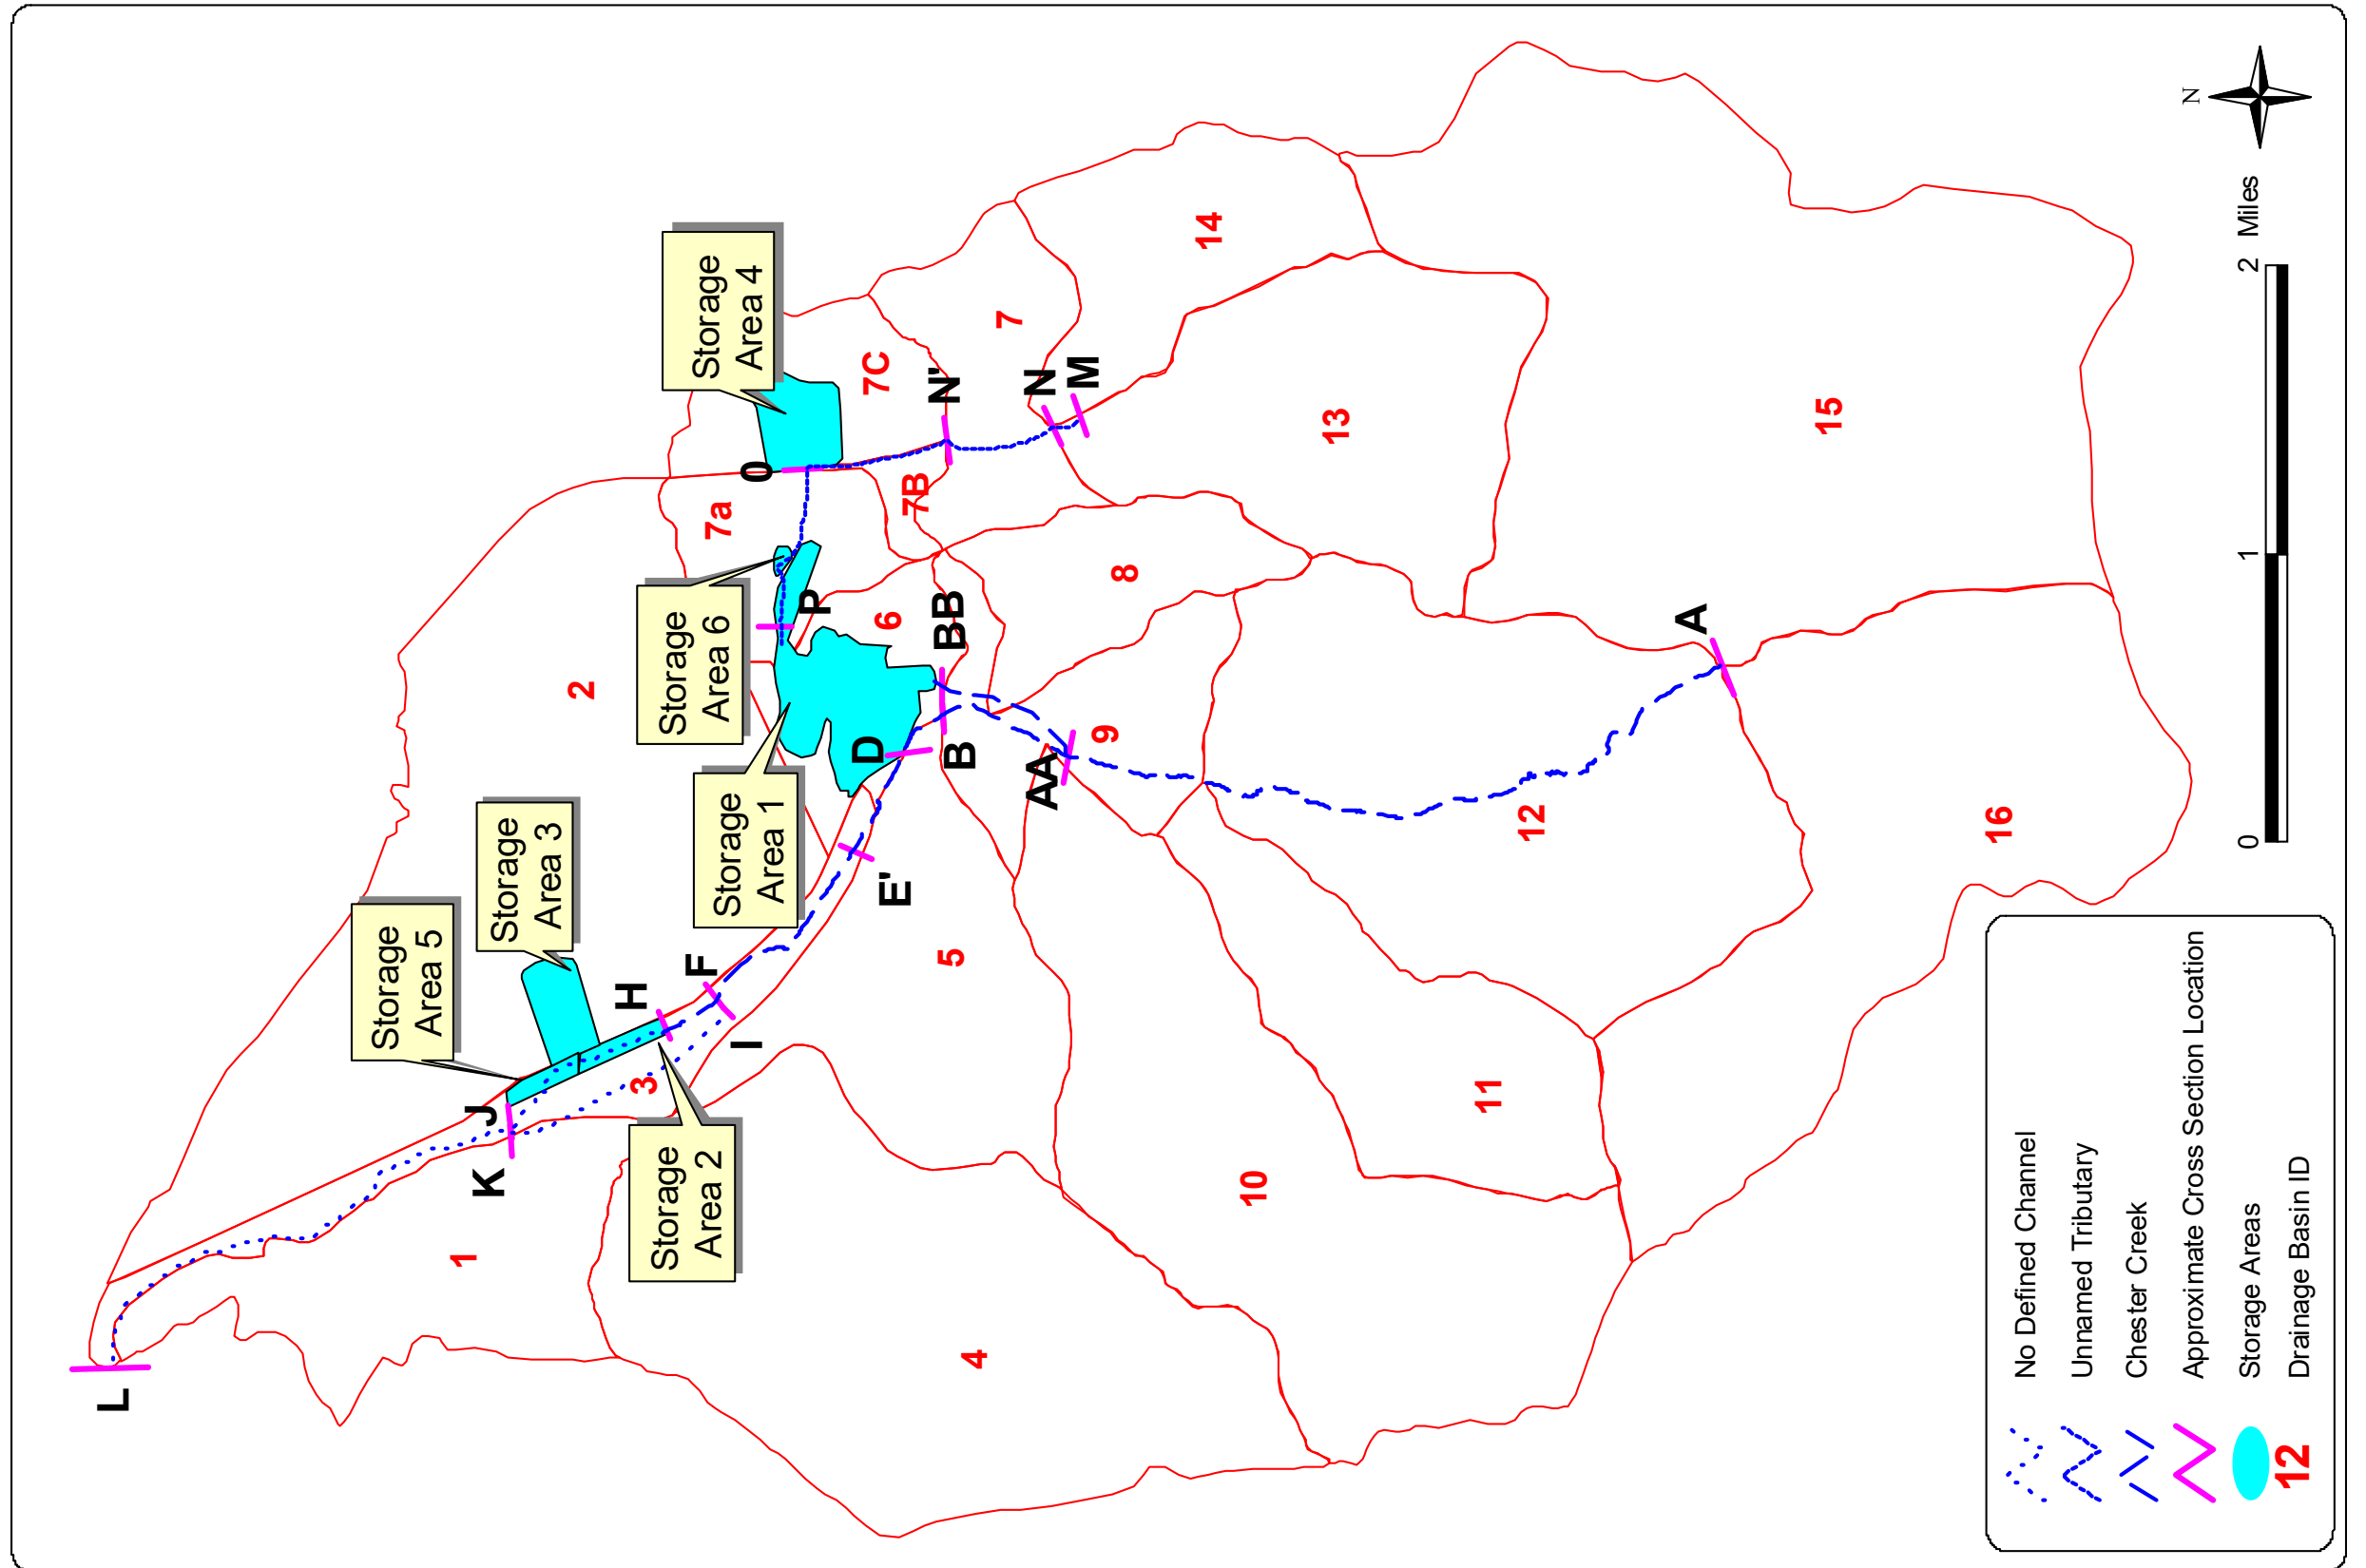 L
K
J
1
2
3
4
5
6
7
7a
7B
7C
8
9
10
11
12
13
14
15
16
Storage
Area 5
Storage
Area 3
Storage
Area 2
Storage
Area 1
Storage
Area 6
Storage
Area 4
H
F
I
E'
D
B
BB
AA
A
P
0
N'
N
M
N
0
1
2
Miles
No Defined Channel
Unnamed Tributary
Chester Creek
Approximate Cross Section Location
Storage Areas
12
Drainage Basin ID